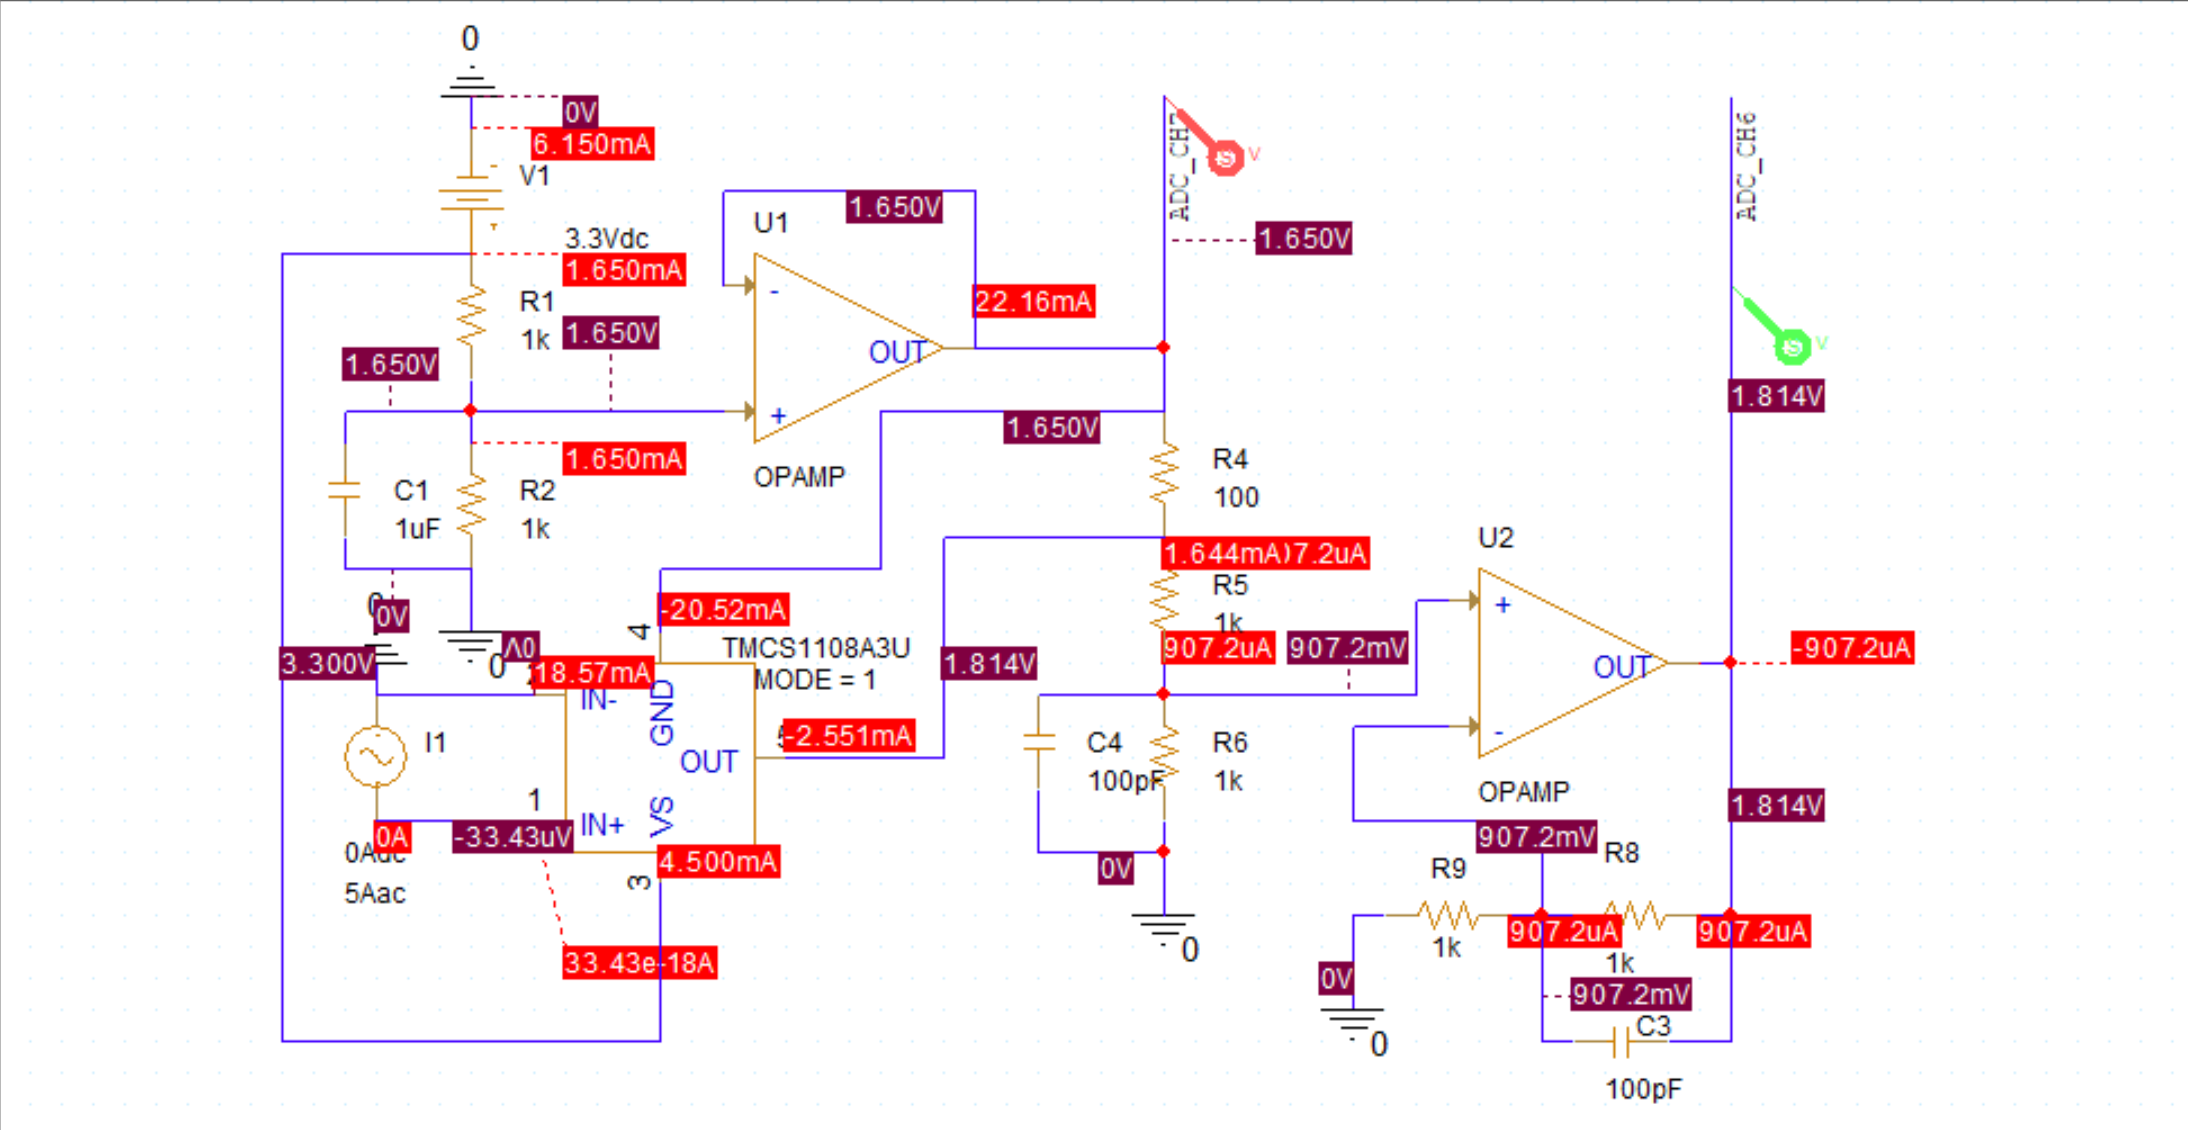 0
0V
6.150mA
V1
3.3Vdc
1.650mA
R1
1k
1.650V
1.650V
1.650mA
C1
1uF
R2
1k
0V
0
U1
1.650V
-
+
OUT
OPAMP
22.16mA
1.650V
ADC_CH7
V
1.650V
R4
100
1.644mA
7.2uA
R5
1k
907.2uA
907.2mV
3.300V
0V
18.57mA
-20.52mA
4
TMCS1108A3U
MODE = 1
IN-
GND
OUT
-2.551mA
1.814V
I1
0A
5Aac
1
-33.43uV
IN+
VS
3
4.500mA
33.43e-18A
C4
100pF
R6
1k
0V
0
U2
+
-
OUT
OPAMP
-907.2uA
ADC_CH6
V
1.814V
1.814V
907.2mV
R9
1k
R8
1k
907.2uA
907.2uA
0V
0
907.2mV
C3
100pF